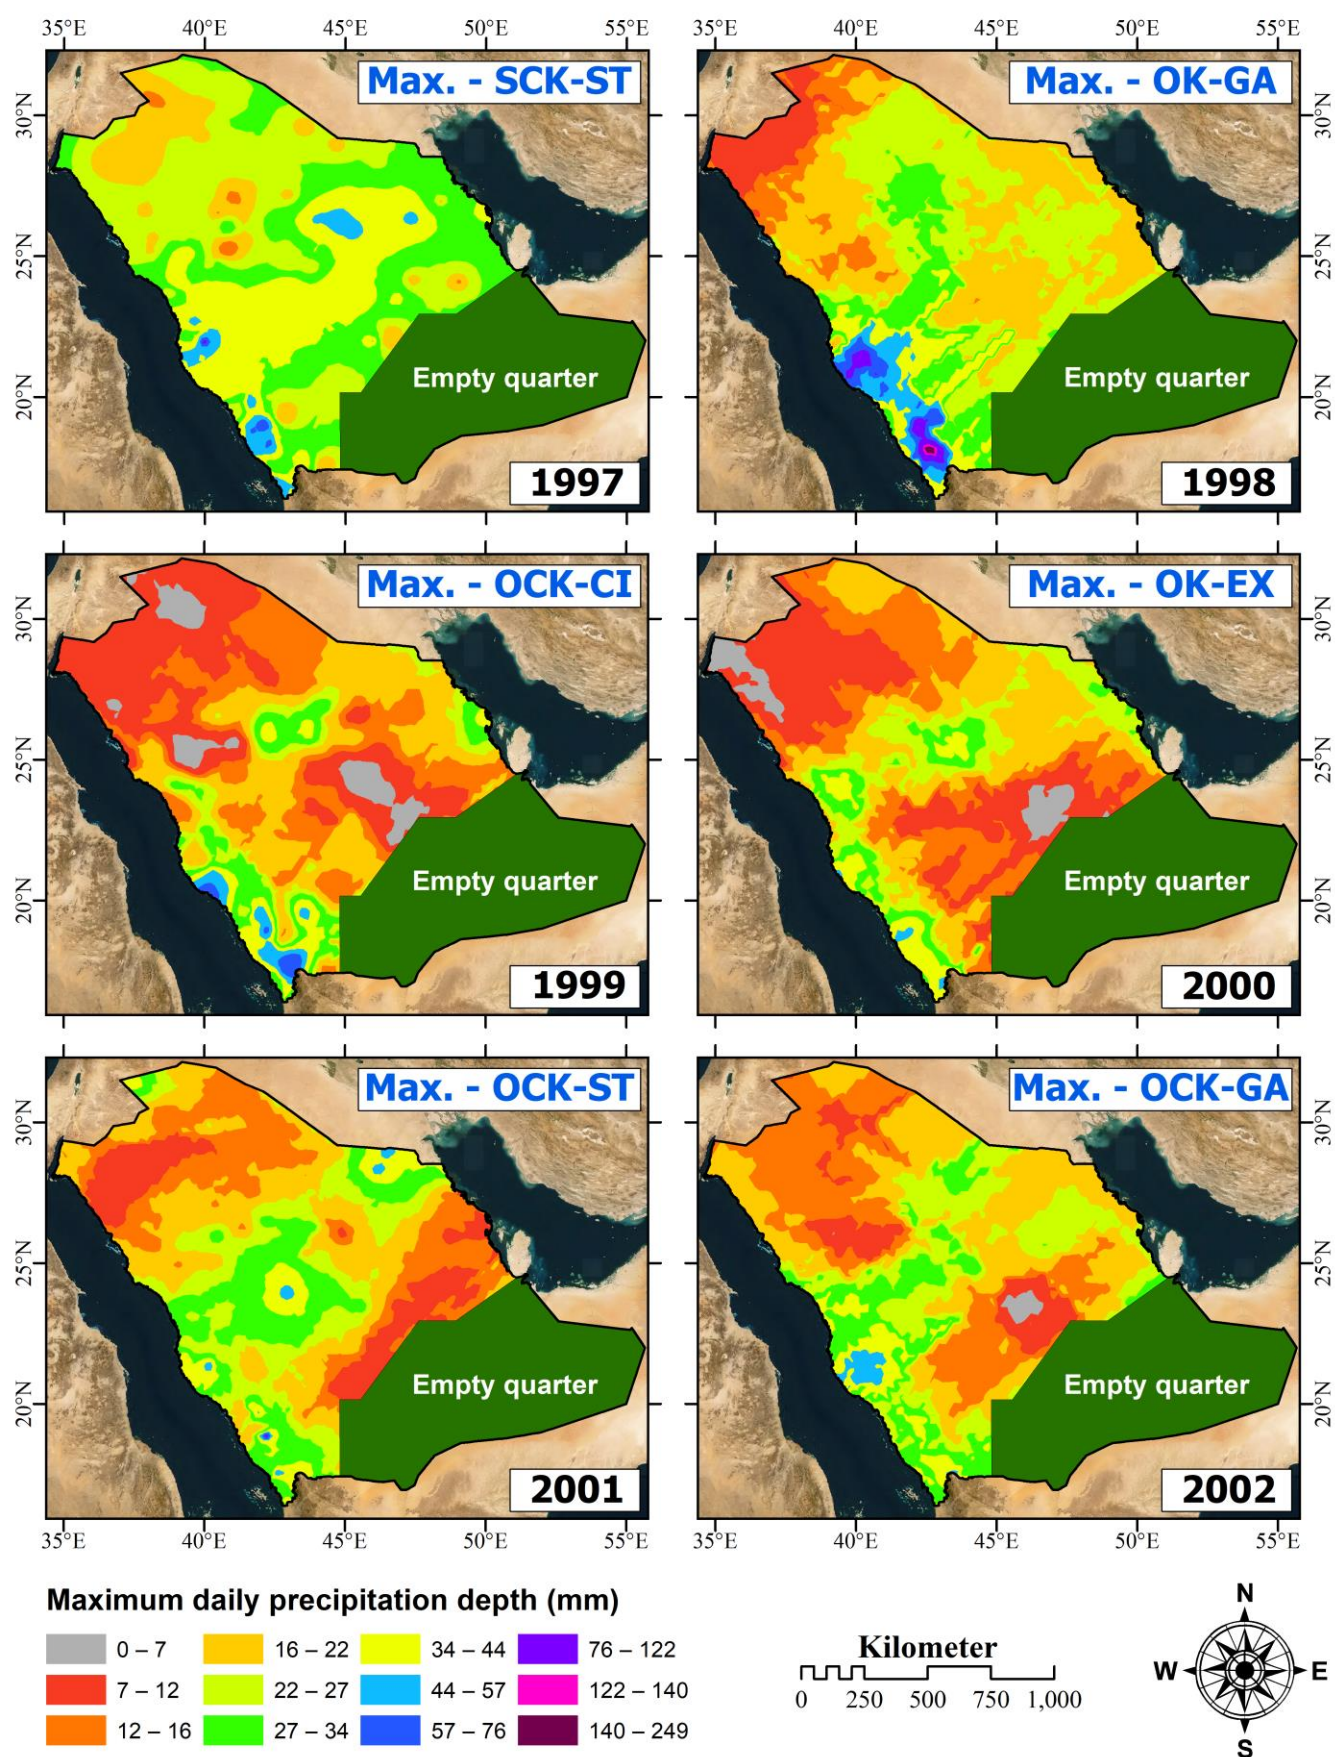 35°E 40°E 45°E 50°E 55°E 35°E 40°E 45°E 50°E 55°E
Max. - SCK-ST
Max. - OK-GA
30°N
30°N
25°N
25°N
Empty quarter
Empty quarter
20°N
20°N
1997
1998
Max. - OCK-CI
Max. - OK-EX
30°N
30°N
25°N
25°N
Empty quarter
Empty quarter
20°N
20°N
1999
2000
Max. - OCK-ST
Max. - OCK-GA
30°N
30°N
25°N
25°N
Empty quarter
Empty quarter
20°N
20°N
2001
2002
35°E 40°E 45°E 50°E 55°E 35°E 40°E 45°E 50°E 55°E
Maximum daily precipitation depth (mm)
0 – 7 16 – 22 34 – 44 76 – 122
7 – 12 22 – 27 44 – 57 122 – 140
12 – 16 27 – 34 57 – 76 140 – 249
Kilometer
0 250 500 750 1,000
N
W E
S